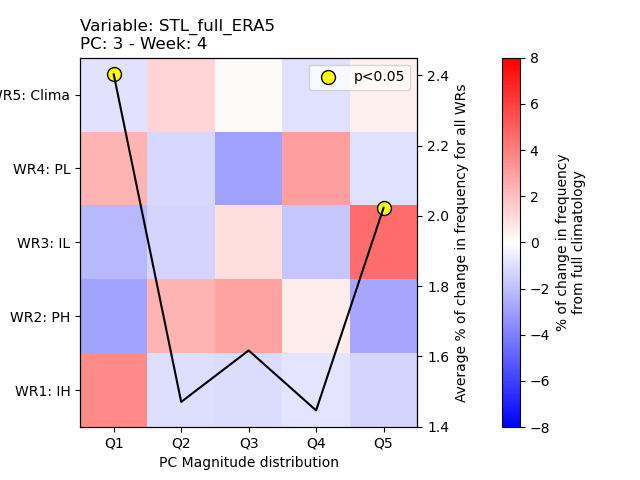 Variable: STL_full_ERA5
PC: 3 - Week: 4
p<0.05
WR5: Clima
WR4: PL
WR3: IL
WR2: PH
WR1: IH
Q1 Q2 Q3 Q4 Q5
PC Magnitude distribution
2.4
2.2
2.0
1.8
1.6
1.4
Average % of change in frequency for all WRs
8
6
4
2
0
−2
−4
−6
−8
% of change in frequency
from full climatology